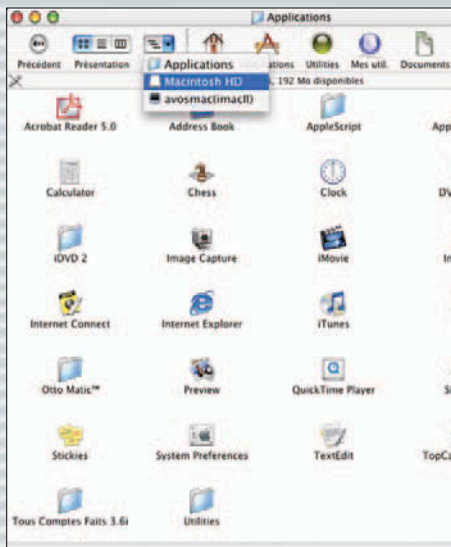 Applications
Précédent Présentation Utilities Mes util. Documents
Applications
Macintosh HD
avosmac(imacII)
, 192 Mo disponibles
Acrobat Reader 5.0 Address Book AppleScript
Calculator Chess Clock
iDVD 2 Image Capture iMovie
Internet Connect Internet Explorer iTunes
Otto Matic™ Preview QuickTime Player
Stickies System Preferences TextEdit
Tous Comptes Faits 3.6i Utilities